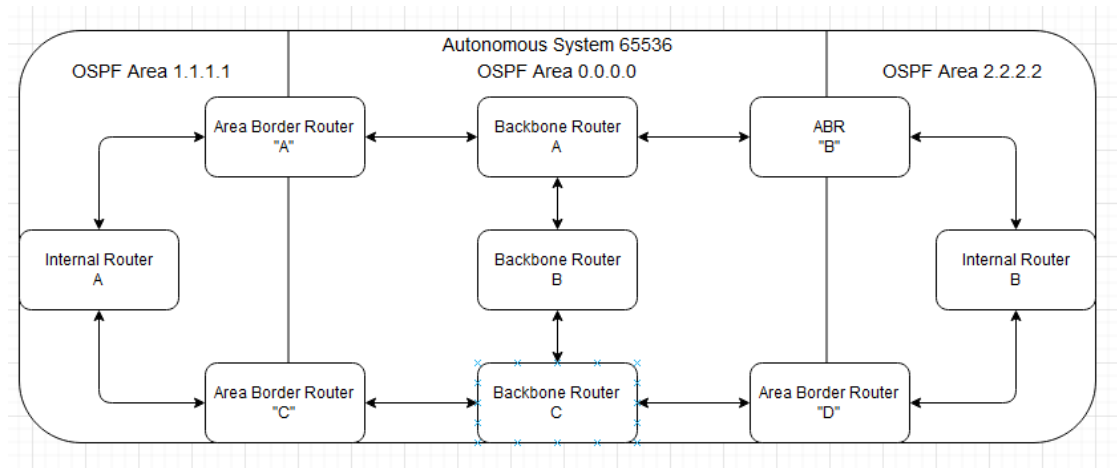 Autonomous System 65536
OSPF Area 1.1.1.1
OSPF Area 0.0.0.0
OSPF Area 2.2.2.2
Area Border Router
"A"
Backbone Router
A
ABR
"B"
Internal Router
A
Backbone Router
B
Internal Router
B
Area Border Router
"C"
Backbone Router
C
Area Border Router
"D"